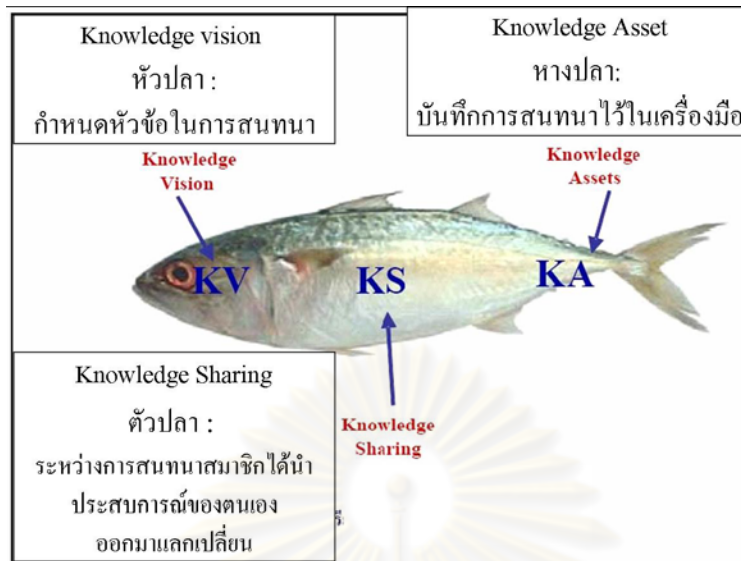 Knowledge vision
หัวปลา :
กำหนดหัวข้อในการสนทนา
Knowledge Asset
หางปลา:
บันทึกการสนทนาไว้ในเครื่องมือ
Knowledge
Vision
Knowledge
Assets
KV
KS
KA
Knowledge Sharing
ตัวปลา :
ระหว่างการสนทนาสมาชิกได้นำ
ประสบการณ์ของตนเอง
ออกมาแลกเปลี่ยน
Knowledge
Sharing